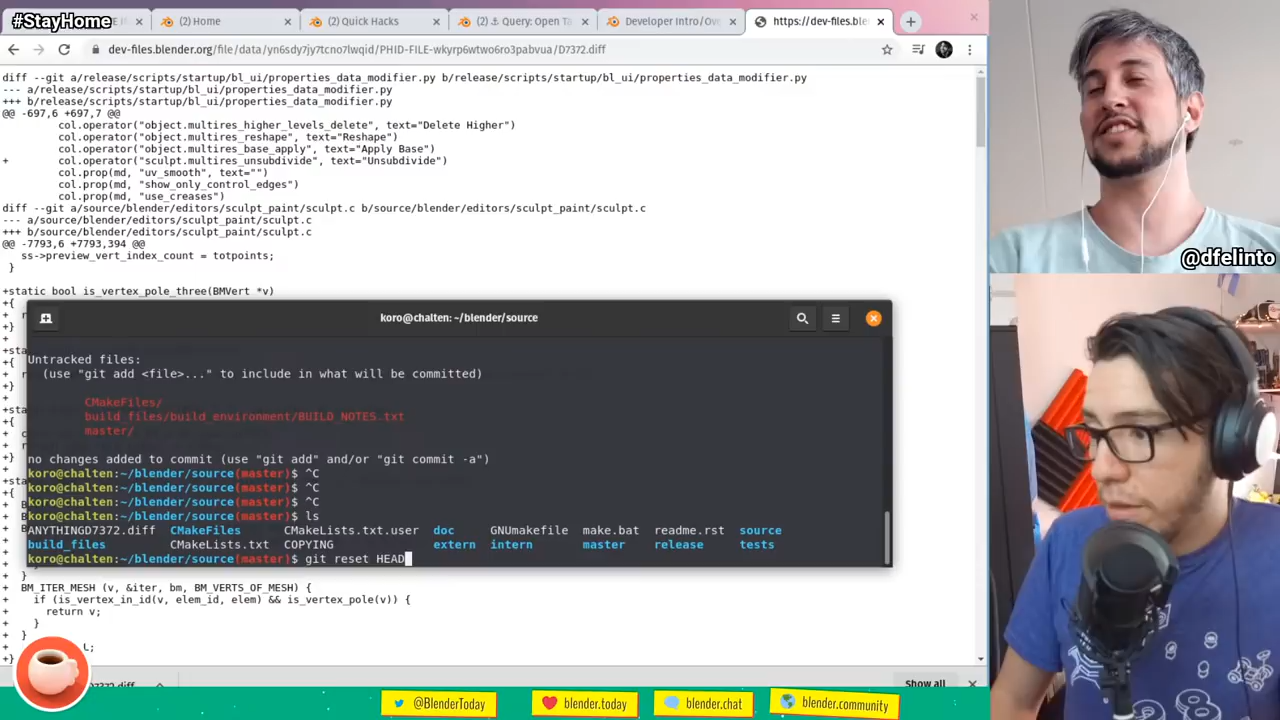 #StayHome
(2) Home
(2) Quick Hacks
(2) ⚓ Query: Open Ta
Developer Intro/Ove
https://dev-files.blen
dev-files.blender.org/file/data/yn6sdy7jy7tcno7lwqid/PHID-FILE-wkyrp6wtwo6ro3pabvua/D7372.diff
diff --git a/release/scripts/startup/bl_ui/properties_data_modifier.py b/release/scripts/startup/bl_ui/properties_data_modifier.py
--- a/release/scripts/startup/bl_ui/properties_data_modifier.py
+++ b/release/scripts/startup/bl_ui/properties_data_modifier.py
@@ -697,6 +697,7 @@
col.operator("object.multires_higher_levels_delete", text="Delete Higher")
col.operator("object.multires_reshape", text="Reshape")
col.operator("object.multires_base_apply", text="Apply Base")
+ col.operator("sculpt.multires_unsubdivide", text="Unsubdivide")
col.prop(md, "uv_smooth", text="")
col.prop(md, "show_only_control_edges")
col.prop(md, "use_creases")
diff --git a/source/blender/editors/sculpt_paint/sculpt.c b/source/blender/editors/sculpt_paint/sculpt.c
--- a/source/blender/editors/sculpt_paint/sculpt.c
+++ b/source/blender/editors/sculpt_paint/sculpt.c
@@ -7793,6 +7793,394 @@
ss->preview_vert_index_count = totpoints;
}
+static bool is_vertex_pole_three(BMVert *v)
+{
koro@chalten: ~/blender/source
Untracked files:
(use "git add <file>..." to include in what will be committed)
CMakeFiles/
build_files/build_environment/BUILD_NOTES.txt
master/
no changes added to commit (use "git add" and/or "git commit -a")
koro@chalten:~/blender/source(master)$ ^C
koro@chalten:~/blender/source(master)$ ^C
koro@chalten:~/blender/source(master)$ ^C
koro@chalten:~/blender/source(master)$ ls
ANYTHINGD7372.diff CMakeFiles CMakeLists.txt.user doc GNUmakefile make.bat readme.rst source
build_files CMakeLists.txt COPYING extern intern master release tests
koro@chalten:~/blender/source(master)$ git reset HEAD
+ BM_ITER_MESH (v, &iter, bm, BM_VERTS_OF_MESH) {
+ if (is_vertex_in_id(v, elem_id, elem) && is_vertex_pole(v)) {
+ return v;
+ }
+ }
L;
+}
Show all
@dfelinto
@BlenderToday
blender.today
blender.chat
blender.community